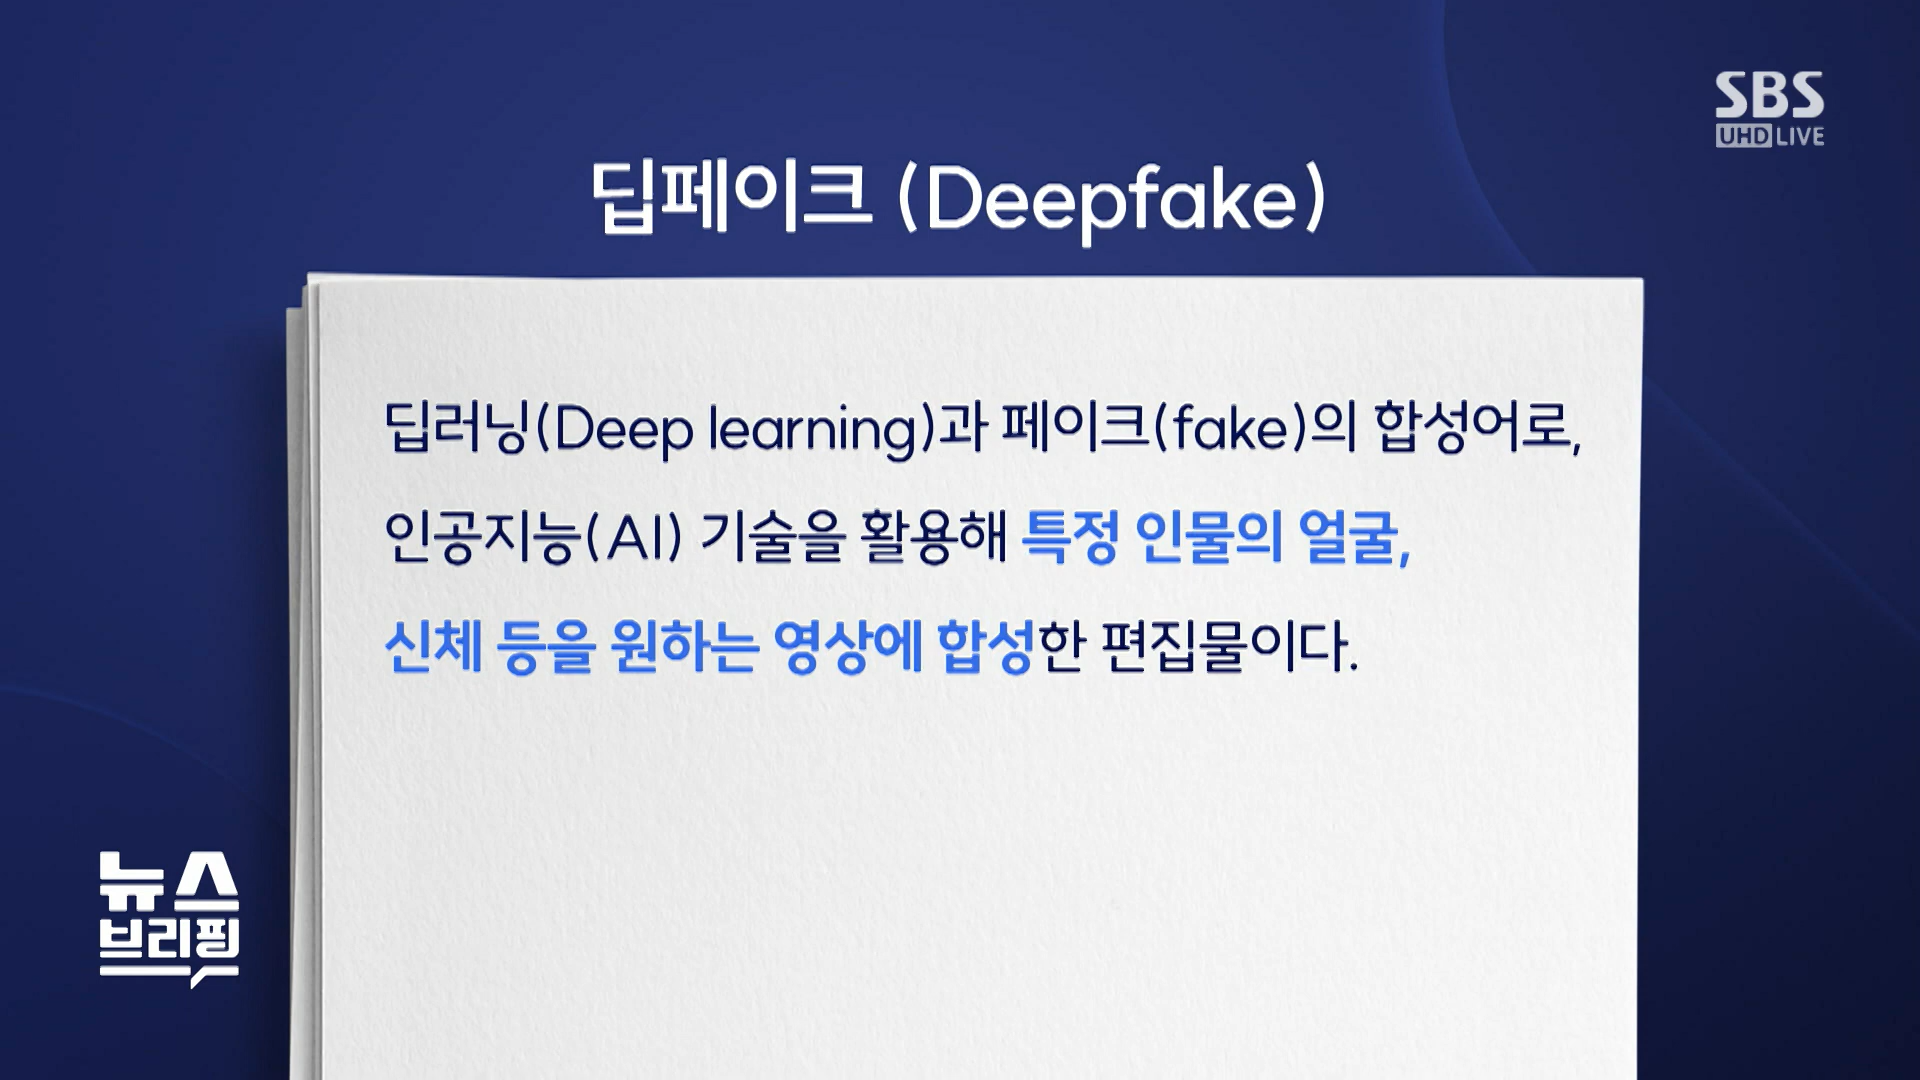 SBS
UHD LIVE
딥페이크 (Deepfake)
딥러닝(Deep learning)과 페이크(fake)의 합성어로,
인공지능(AI) 기술을 활용해 특정 인물의 얼굴,
신체 등을 원하는 영상에 합성한 편집물이다.
뉴스
브리핑